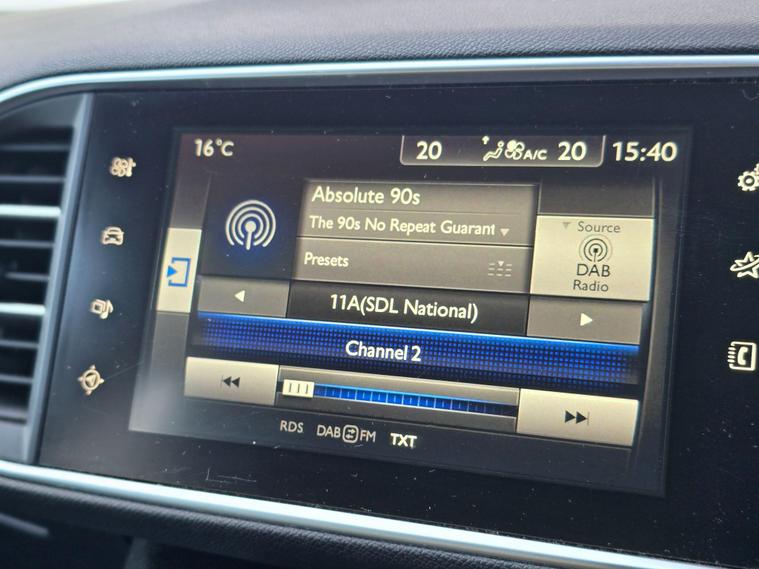 16°C
20
A/C
20
15:40
Absolute 90s
The 90s No Repeat Guarant
Source
DAB
Radio
Presets
11A(SDL National)
Channel 2
RDS
DAB
FM
TXT